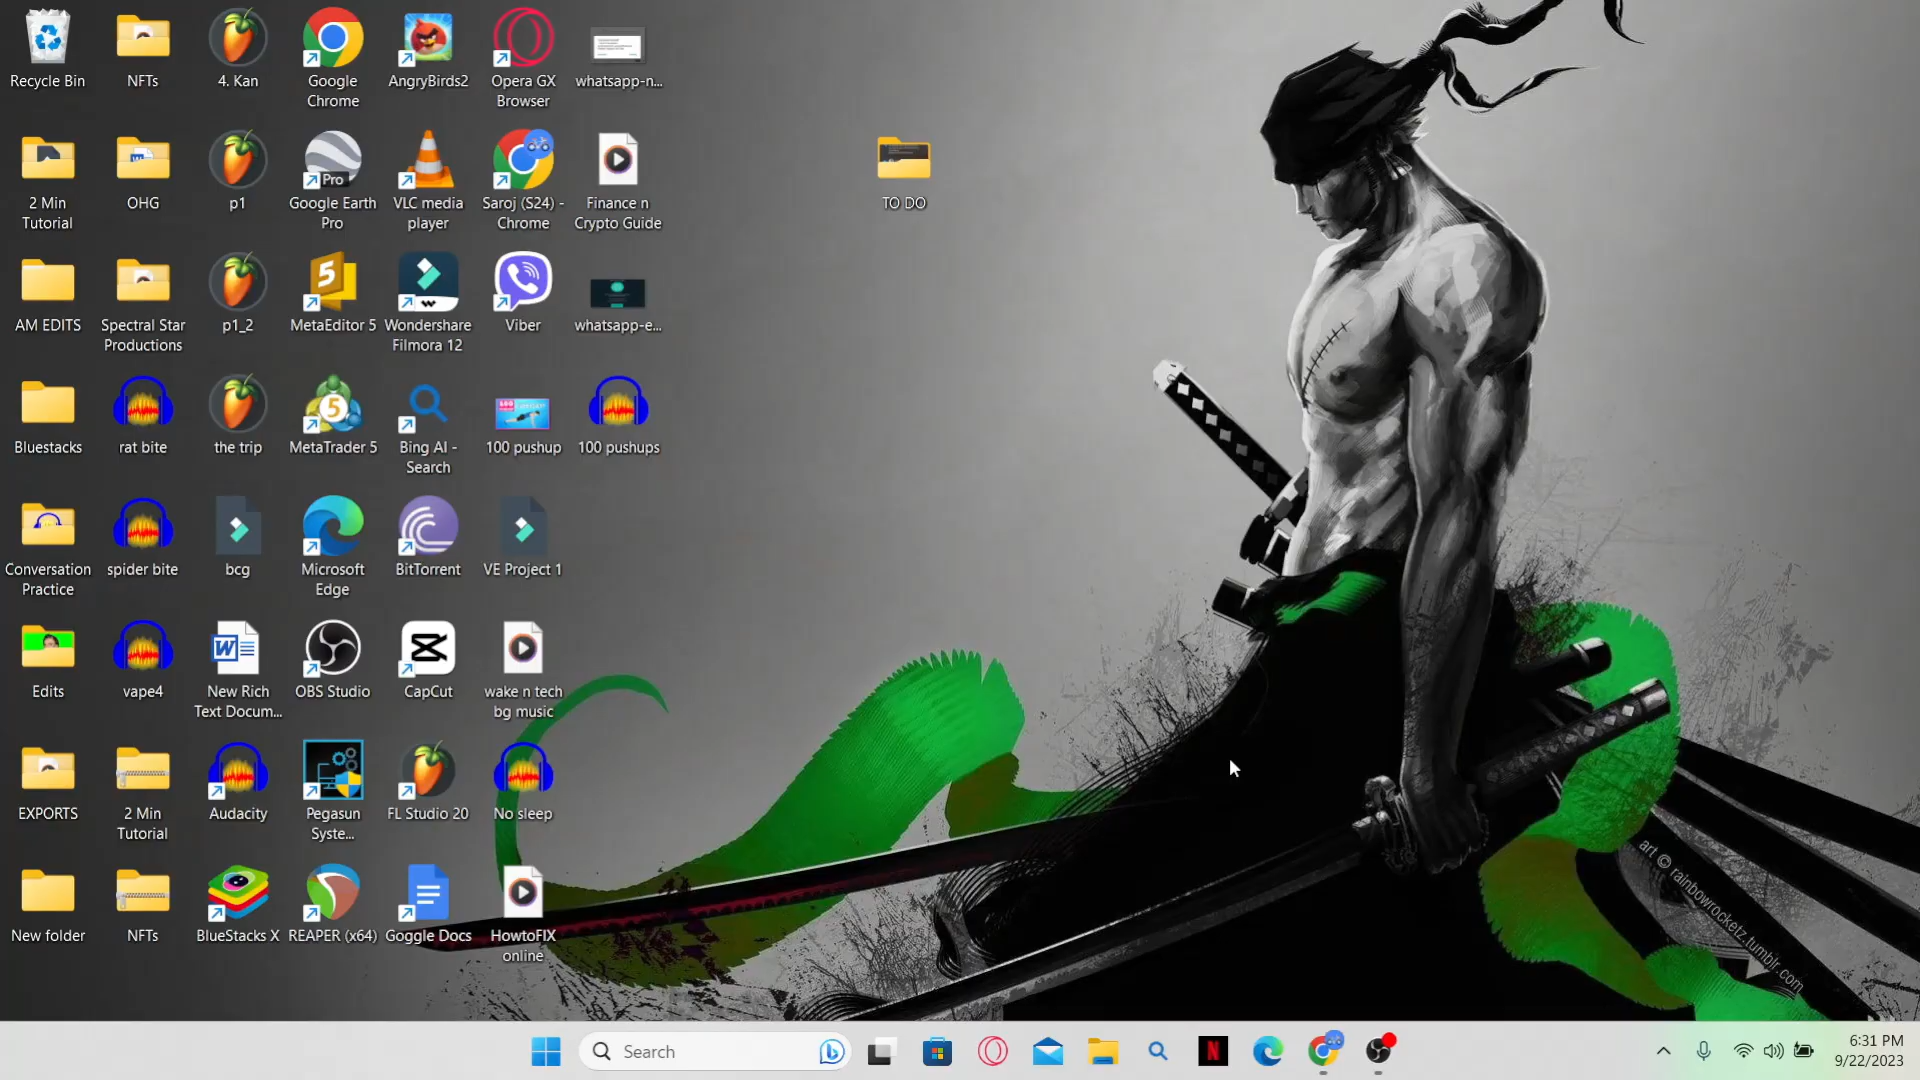 Recycle Bin
NFTs
4. Kan
Google
Chrome
AngryBirds2
Opera GX
Browser
whatsapp-n...
2 Min
Tutorial
OHG
p1
Pro
Google Earth
Pro
VLC media
player
Saroj (S24) -
Chrome
Finance n
Crypto Guide
TO DO
AM EDITS
Spectral Star
Productions
p1_2
5
MetaEditor 5
Wondershare
Filmora 12
Viber
whatsapp-e...
Bluestacks
rat bite
the trip
5
MetaTrader 5
Bing AI -
Search
100
100 pushup
100 pushups
Conversation
Practice
spider bite
bcg
Microsoft
Edge
BitTorrent
VE Project 1
Edits
vape4
W
New Rich
Text Docum...
OBS Studio
CapCut
wake n tech
bg music
EXPORTS
2 Min
Tutorial
Audacity
Pegasun
Syste...
FL Studio 20
No sleep
New folder
NFTs
BlueStacks X
REAPER (x64)
Goggle Docs
HowtoFIX
online
art © rainbowrocketz.tumblr.com
Search
N
6:31 PM
9/22/2023